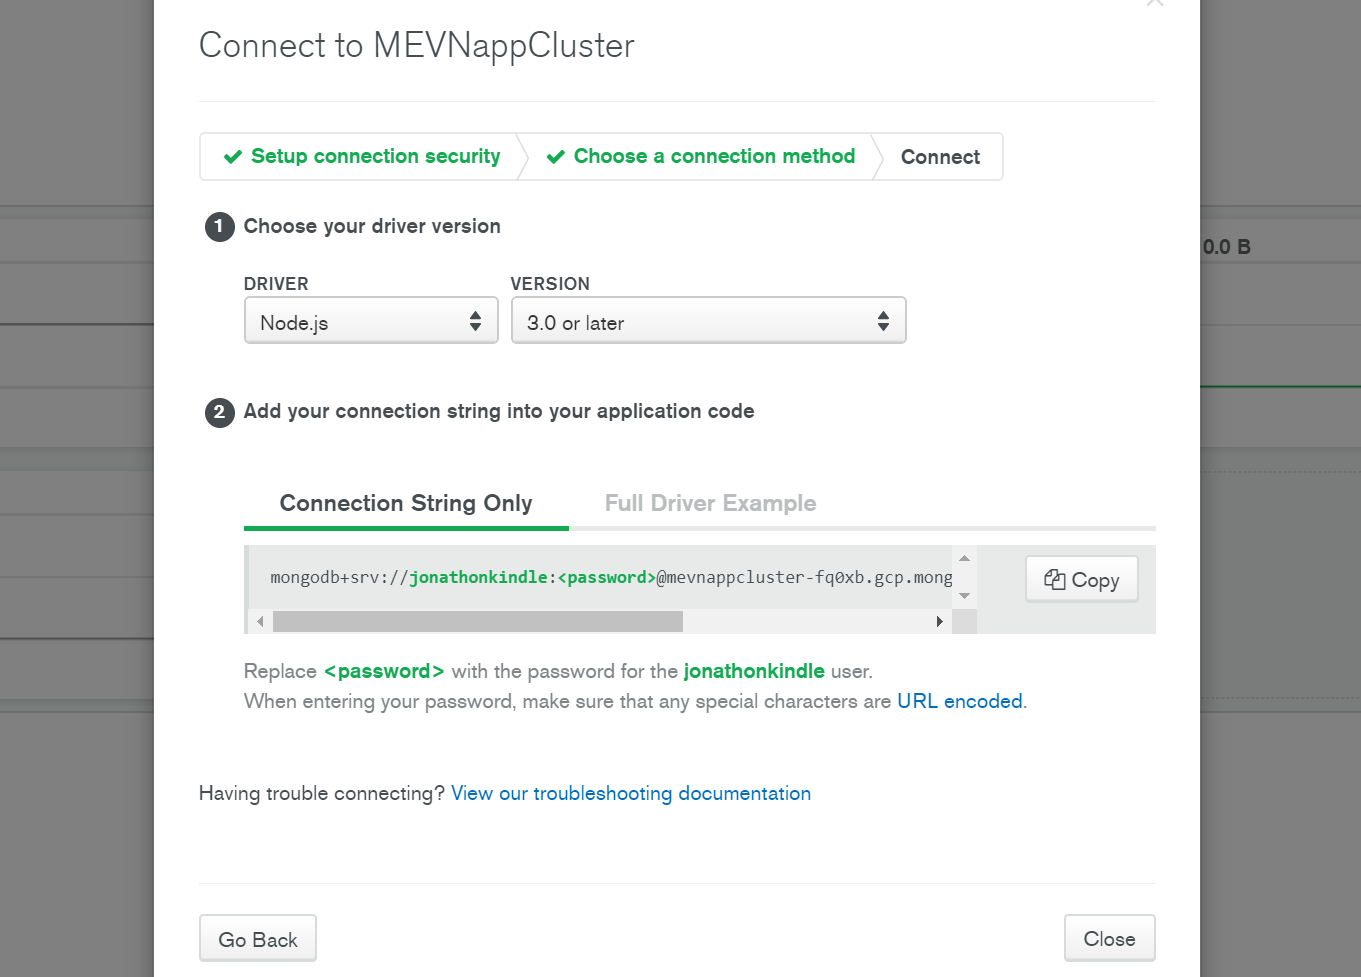 Connect to MEVNappCluster
Setup connection security
Choose a connection method
Connect
1 Choose your driver version
DRIVER
VERSION
Node.js
3.0 or later
0.0 B
2 Add your connection string into your application code
Connection String Only
Full Driver Example
mongodb+srv://jonathonkindle:<password>@mevnappcluster-fq0xb.gcp.mong
Copy
Replace <password> with the password for the jonathonkindle user.
When entering your password, make sure that any special characters are URL encoded.
Having trouble connecting? View our troubleshooting documentation
Go Back
Close